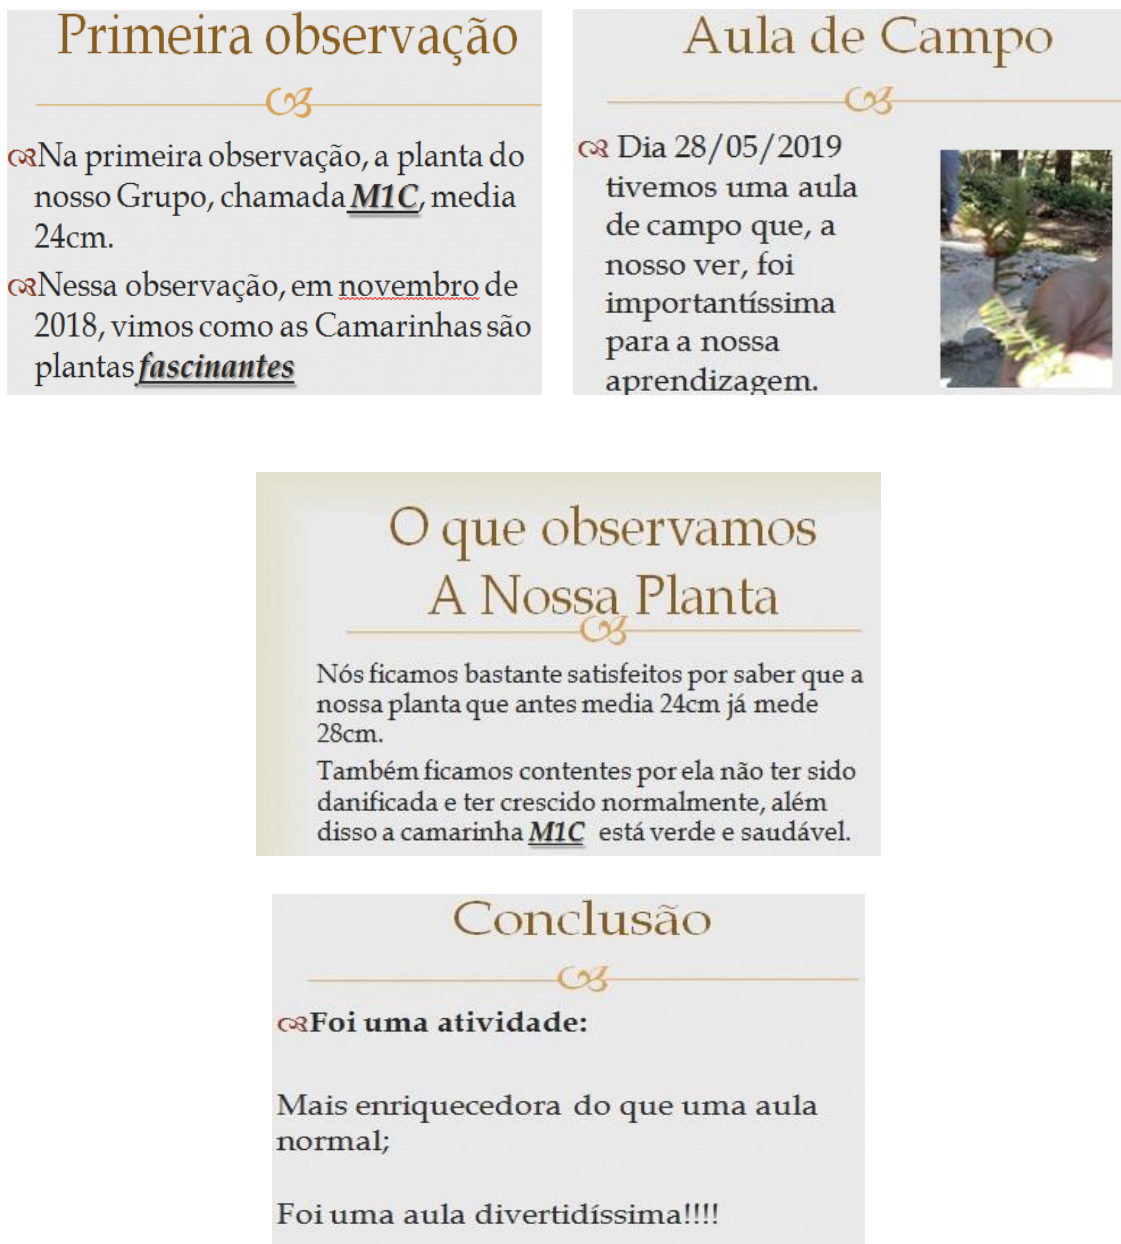 Primeira observação
Na primeira observação, a planta do
nosso Grupo, chamada M1C, media
24cm.
Nessa observação, em novembro de
2018, vimos como as Camarinhas são
plantas fascinantes
Aula de Campo
Dia 28/05/2019
tivemos uma aula
de campo que, a
nosso ver, foi
importantíssima
para a nossa
aprendizagem.
O que observamos
A Nossa Planta
Nós ficamos bastante satisfeitos por saber que a
nossa planta que antes media 24cm já mede
28cm.
Também ficamos contentes por ela não ter sido
danificada e ter crescido normalmente, além
disso a camarinha M1C está verde e saudável.
Conclusão
Foi uma atividade:
Mais enriquecedora do que uma aula
normal;
Foi uma aula divertidíssima!!!!